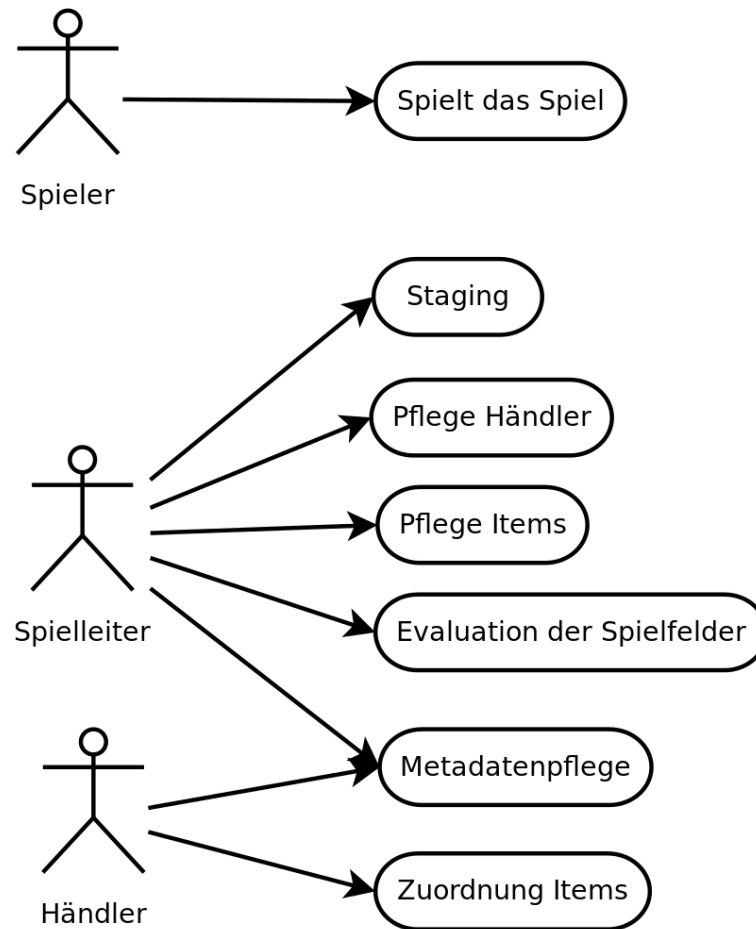 Spielt das Spiel
Spieler
Staging
Pflege Händler
Pflege Items
Spielleiter
Evaluation der Spielfelder
Metadatenpflege
Zuordnung Items
Händler